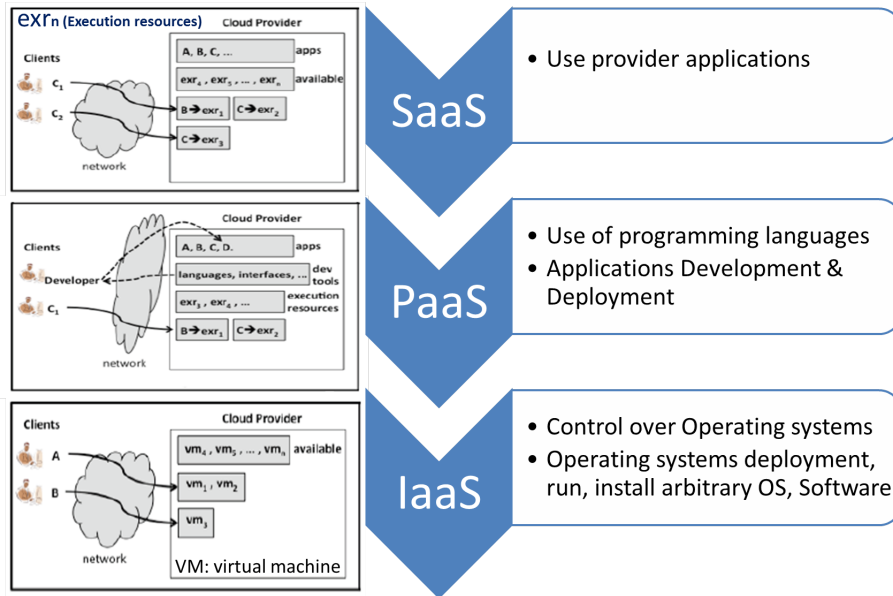 exrn (Execution resources)
Cloud Provider
Clients
A, B, C, ...
apps
exr4 , exr5 , ... , exrn
available
C1
B➔exr1
C➔exr2
C2
C➔exr3
network
SaaS
• Use provider applications
Cloud Provider
Clients
A, B, C, D.
apps
Developer
languages, interfaces, ...
dev
tools
exr3 , exr4 , ...
execution
resources
C1
B➔exr1
C➔exr2
network
PaaS
• Use of programming languages
• Applications Development &
Deployment
Cloud Provider
Clients
A
vm4 , vm5 , ... , vmn
available
B
vm1 , vm2
vm3
network
VM: virtual machine
IaaS
• Control over Operating systems
• Operating systems deployment,
run, install arbitrary OS, Software